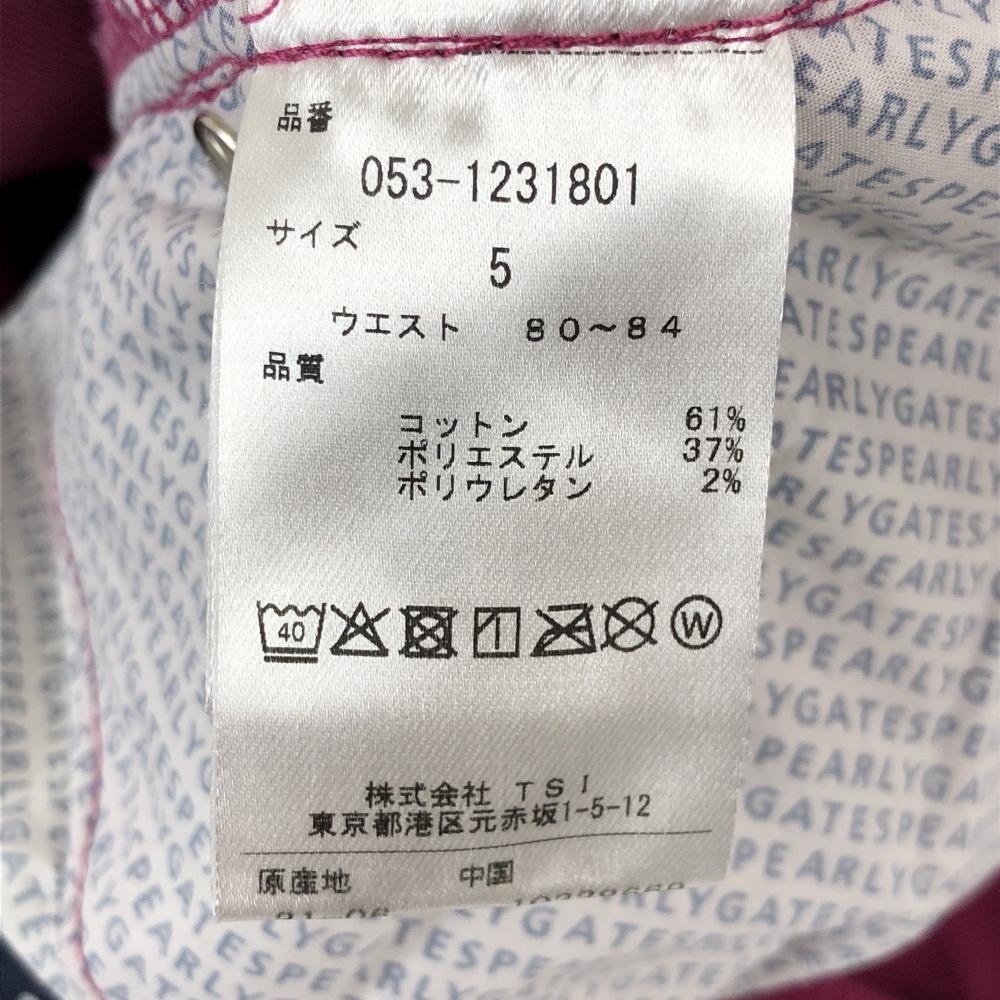 品番
053-1231801
サイズ
5
ウエスト 80〜84
品質
コットン 61%
ポリエステル 37%
ポリウレタン 2%
40 W
株式会社 TSI
東京都港区元赤坂1-5-12
原産地 中国
PEARLYGATES